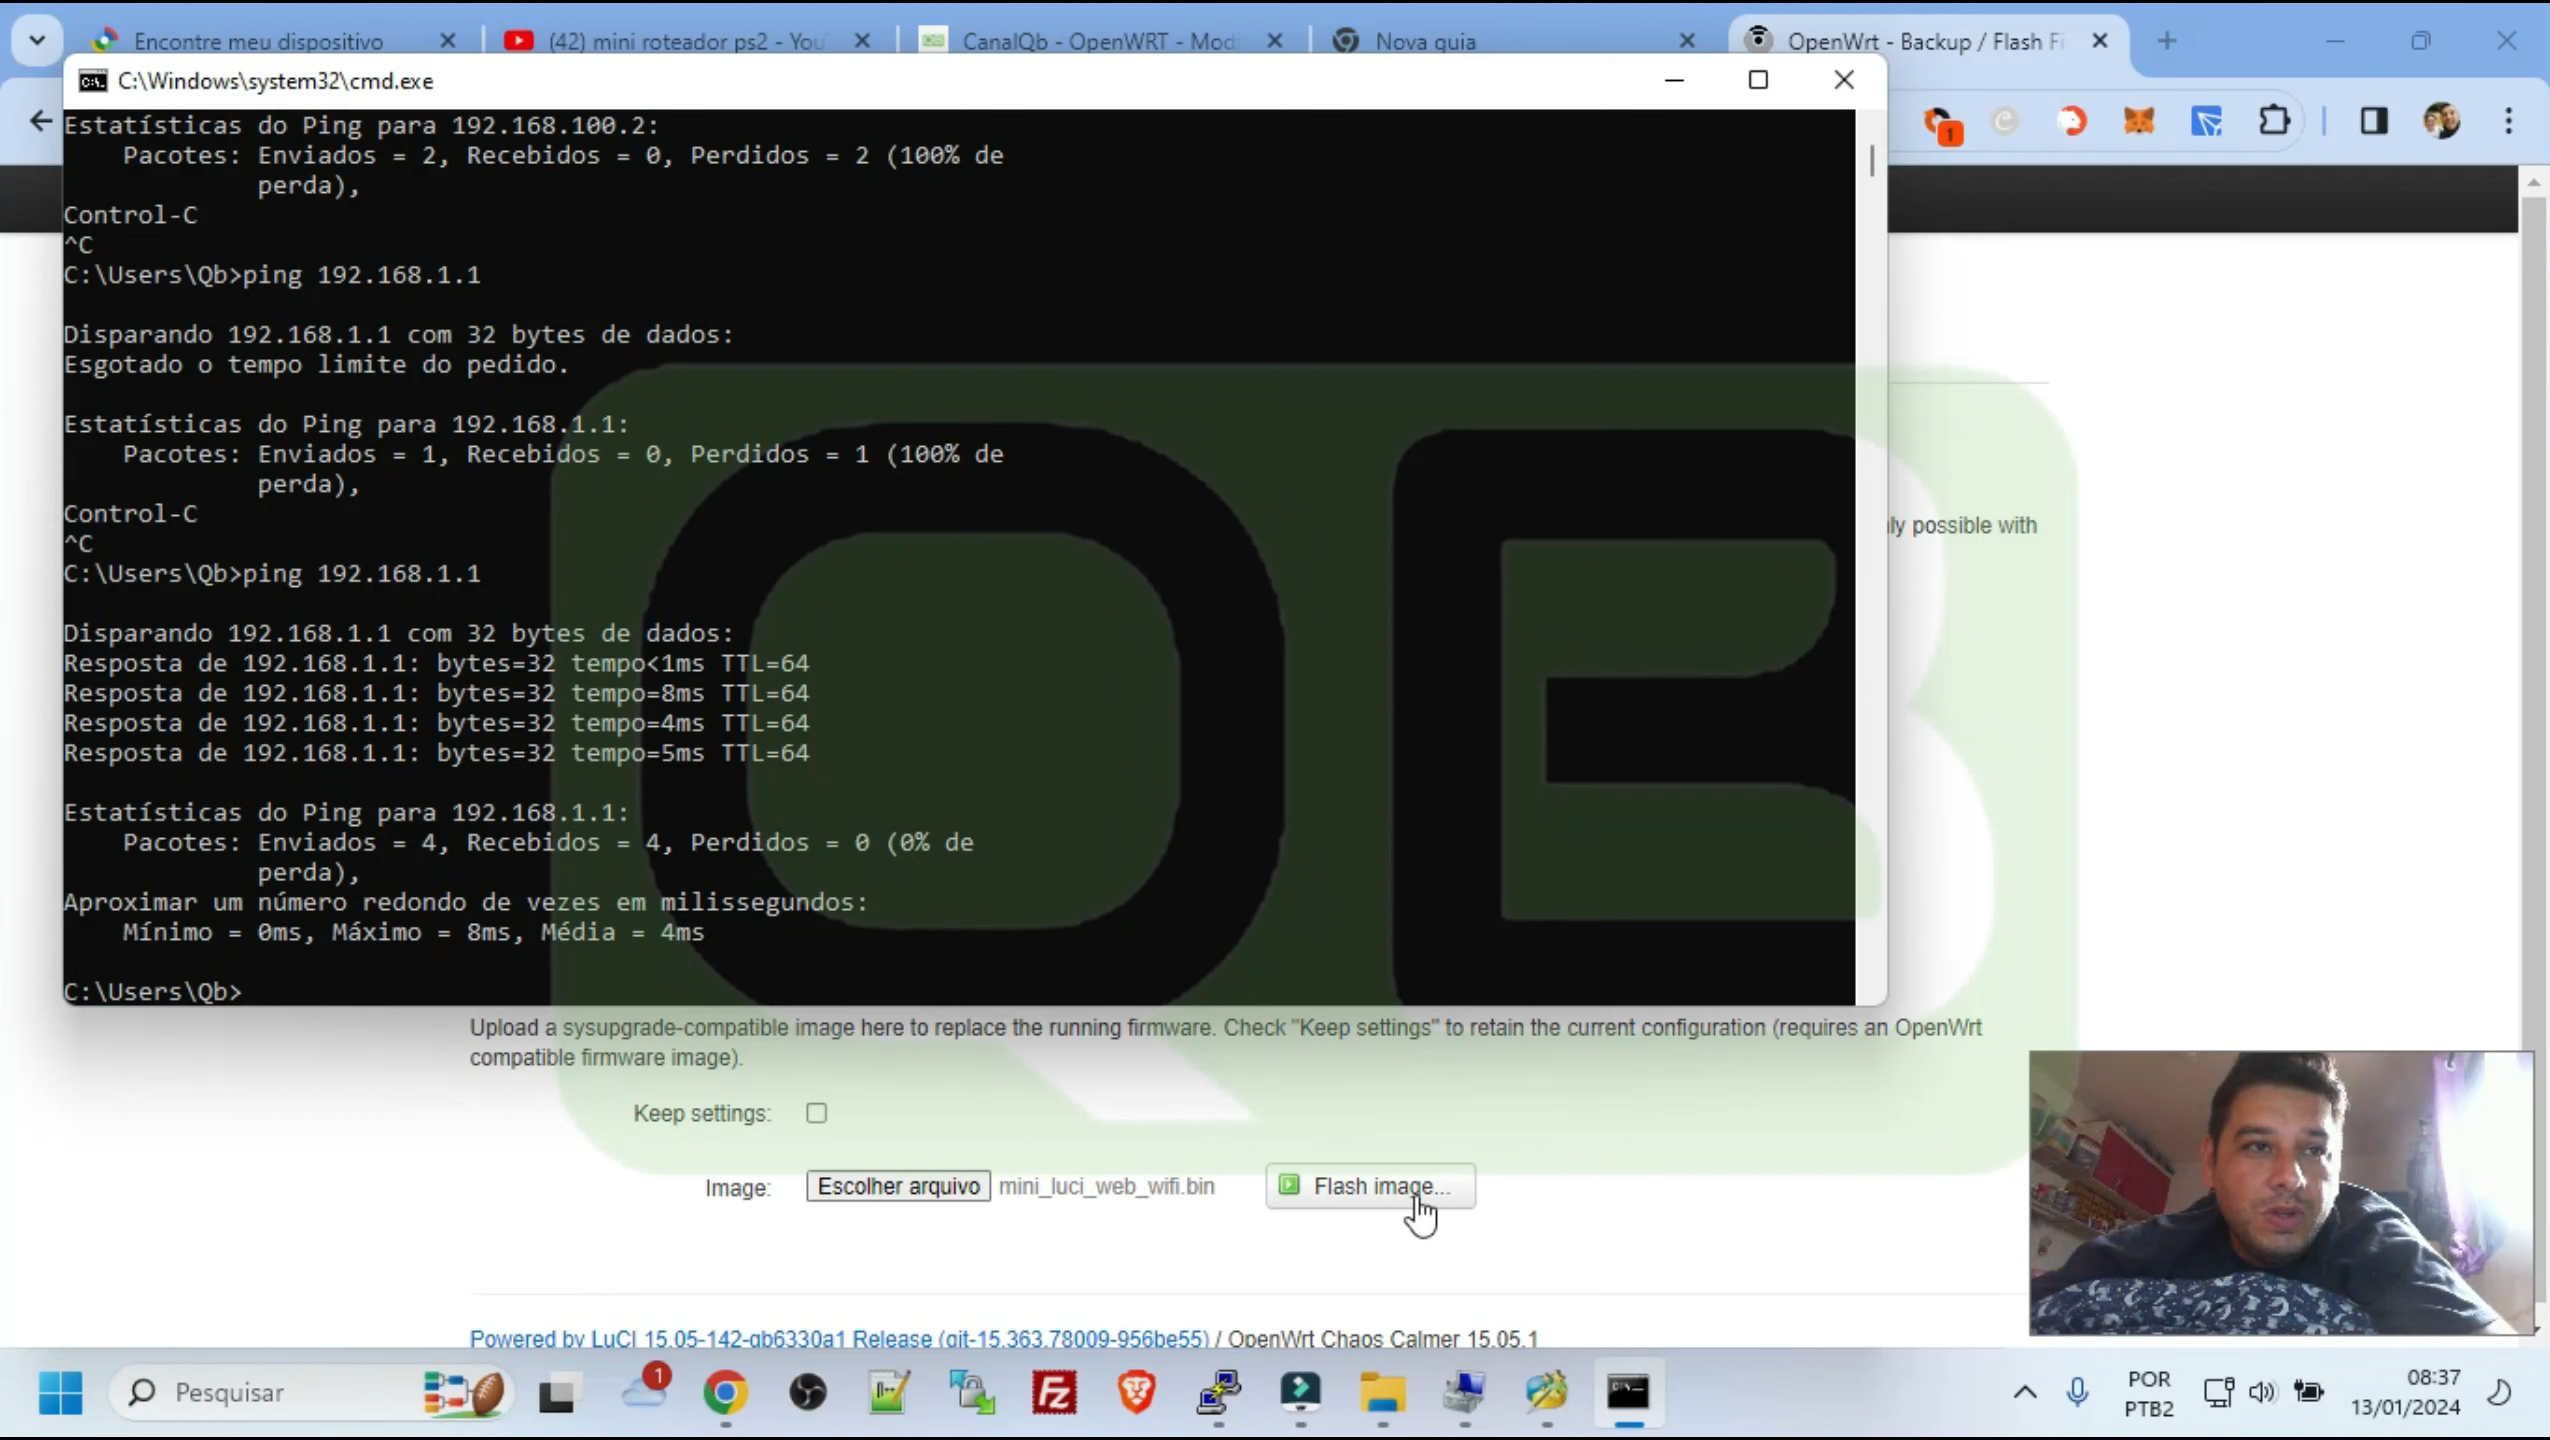 Encontre meu dispositivo
(42) mini roteador ps2 - You
CanalQb - OpenWRT - Mod
Nova guia
OpenWrt - Backup / Flash Fi
C:\Windows\system32\cmd.exe
Estatísticas do Ping para 192.168.100.2:
Pacotes: Enviados = 2, Recebidos = 0, Perdidos = 2 (100% de
perda),
Control-C
^C
C:\Users\Qb>ping 192.168.1.1
Disparando 192.168.1.1 com 32 bytes de dados:
Esgotado o tempo limite do pedido.
Estatísticas do Ping para 192.168.1.1:
Pacotes: Enviados = 1, Recebidos = 0, Perdidos = 1 (100% de
perda),
Control-C
^C
C:\Users\Qb>ping 192.168.1.1
Disparando 192.168.1.1 com 32 bytes de dados:
Resposta de 192.168.1.1: bytes=32 tempo<1ms TTL=64
Resposta de 192.168.1.1: bytes=32 tempo=8ms TTL=64
Resposta de 192.168.1.1: bytes=32 tempo=4ms TTL=64
Resposta de 192.168.1.1: bytes=32 tempo=5ms TTL=64
Estatísticas do Ping para 192.168.1.1:
Pacotes: Enviados = 4, Recebidos = 4, Perdidos = 0 (0% de
perda),
Aproximar um número redondo de vezes em milissegundos:
Mínimo = 0ms, Máximo = 8ms, Média = 4ms
C:\Users\Qb>
1
possible with
QB
Upload a sysupgrade-compatible image here to replace the running firmware. Check "Keep settings" to retain the current configuration (requires an OpenWrt
compatible firmware image).
Keep settings:
Image: Escolher arquivo mini_luci_web_wifi.bin Flash image...
Powered by LuCI 15.05-142-gb6330a1 Release (git-15.363.78009-956be55) / OpenWrt Chaos Calmer 15.05.1
Pesquisar
1
Fz
POR
PTB2
08:37
13/01/2024